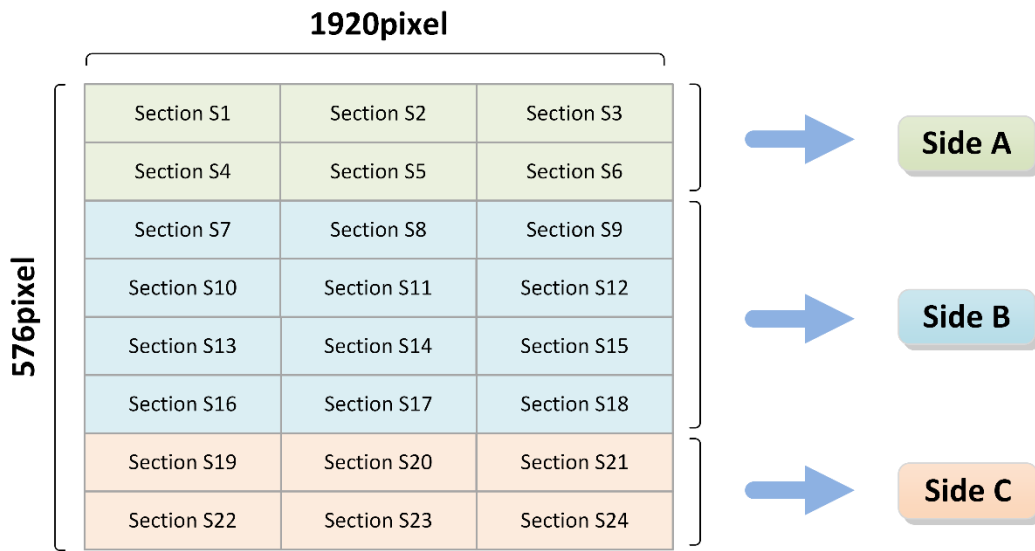 1920pixel
576pixel
Section S1 Section S2 Section S3
Section S4 Section S5 Section S6
Side A
Section S7 Section S8 Section S9
Section S10 Section S11 Section S12
Section S13 Section S14 Section S15
Section S16 Section S17 Section S18
Side B
Section S19 Section S20 Section S21
Section S22 Section S23 Section S24
Side C